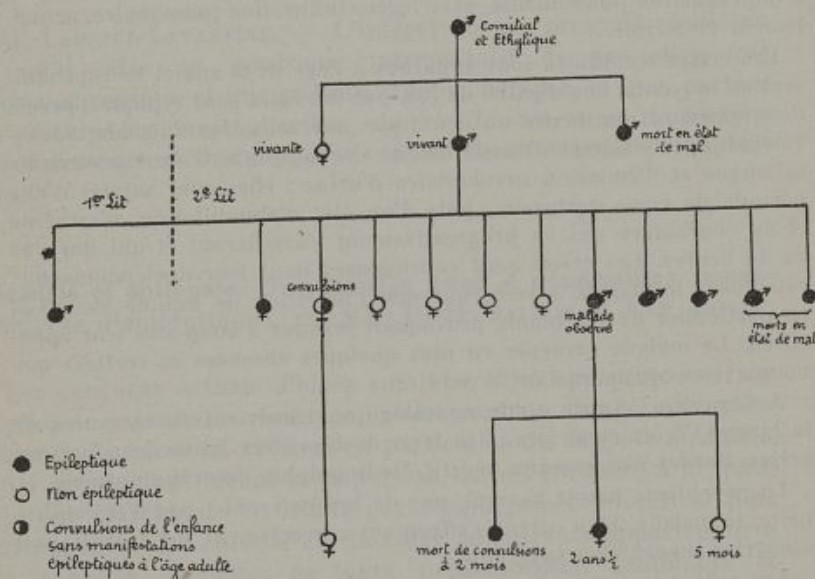 Comitial
et Ethylique
vivante
vivant
mort en état
de mal
1er Lit
2e Lit
convulsions
malade
observé
morts en
état de mal
Epileptique
Non épileptique
Convulsions de l'enfance
sans manifestations
épileptiques à l'âge adulte
mort de convulsions
à 2 mois
2 ans ½
5 mois